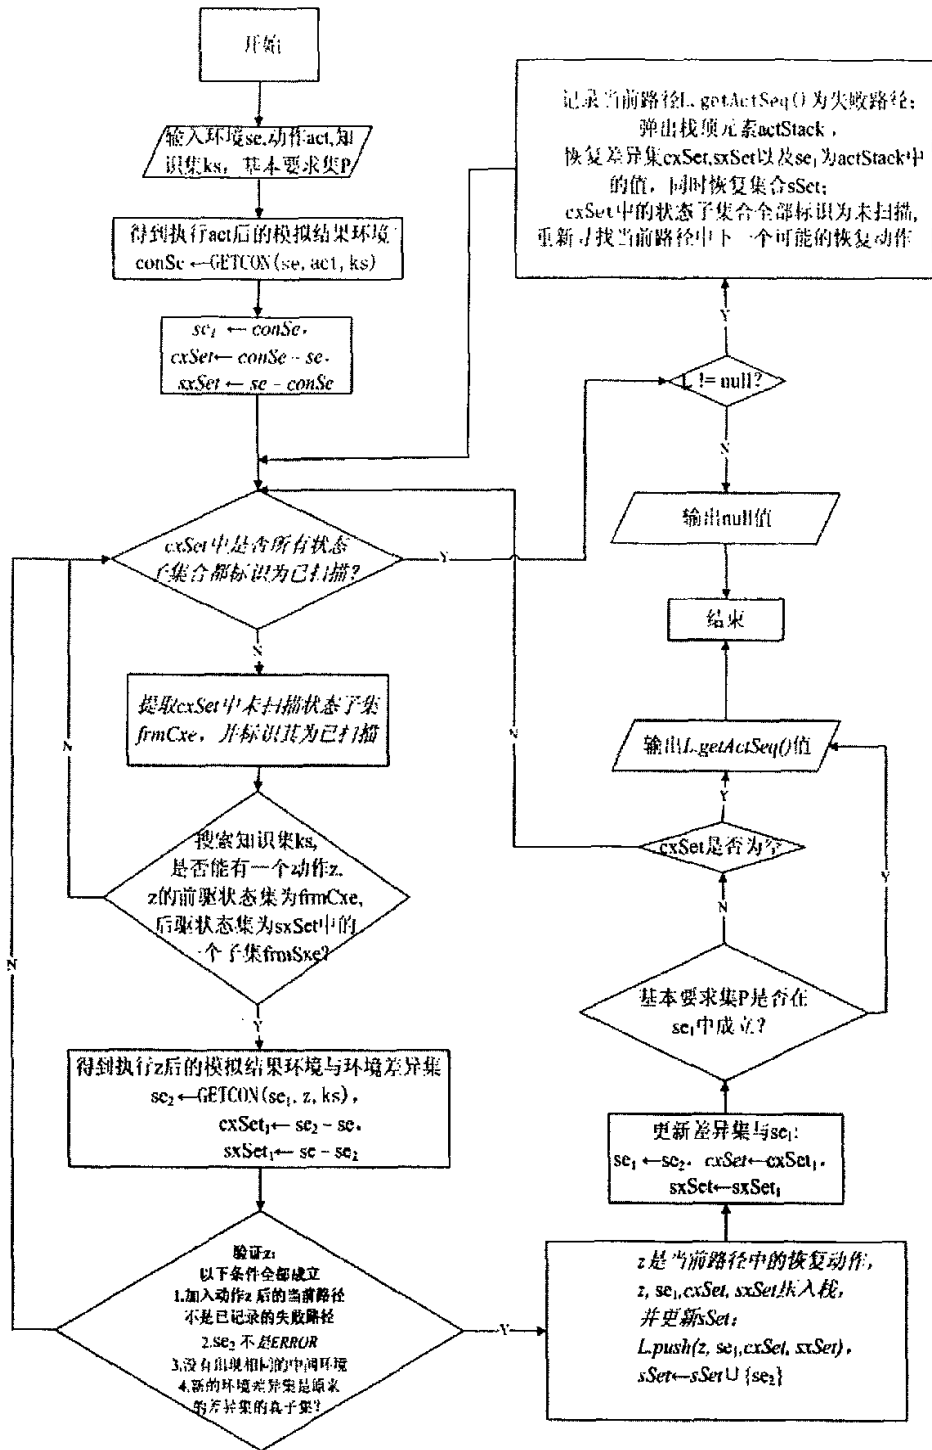 开始
输入环境se,动作act,知
识集ks，基本要求集P
得到执行act后的模拟结果环境
conSe←GETCON(se,act,ks)
se₁ ← conSe，
cxSet← conSe - se，
sxSet ← se - conSe
cxSet中是否所有状态
子集合都标识为已扫描?
Y
N
提取cxSet中未扫描状态子集
frmCxe，并标识其为已扫描
搜索知识集ks,
是否能有一个动作z,
z的前驱状态集为frmCxe,
后驱状态集为sxSet中的
一个子集frmSxe?
N
Y
得到执行z后的模拟结果环境与环境差异集
se₂←GETCON(se₁,z,ks)，
cxSet₁← se₂ - se，
sxSet₁← se - se₂
验证z:
以下条件全部成立
1.加入动作z后的当前路径
不是已记录的失败路径
2.se₂不是ERROR
3.没有出现相同的中间环境
4.新的环境差异集是原来
的差异集的真子集?
N
Y
z是当前路径中的恢复动作，
z, se₁,cxSet, sxSet压入栈，
并更新sSet；
L.push(z, se₁,cxSet, sxSet)，
sSet←sSet∪{se₂}
更新差异集与se₁:
se₁←se₂，cxSet←cxSet₁，
sxSet←sxSet₁
基本要求集P是否在
se₁中成立?
N
Y
cxSet是否为空
N
Y
输出L.getActSeq()值
结束
输出null值
N
L != null?
Y
记录当前路径L.getActSeq()为失败路径；
弹出栈顶元素actStack，
恢复差异集cxSet,sxSet以及se₁为actStack中
的值，同时恢复集合sSet;
cxSet中的状态子集合全部标识为未扫描,
重新寻找当前路径中下一个可能的恢复动作